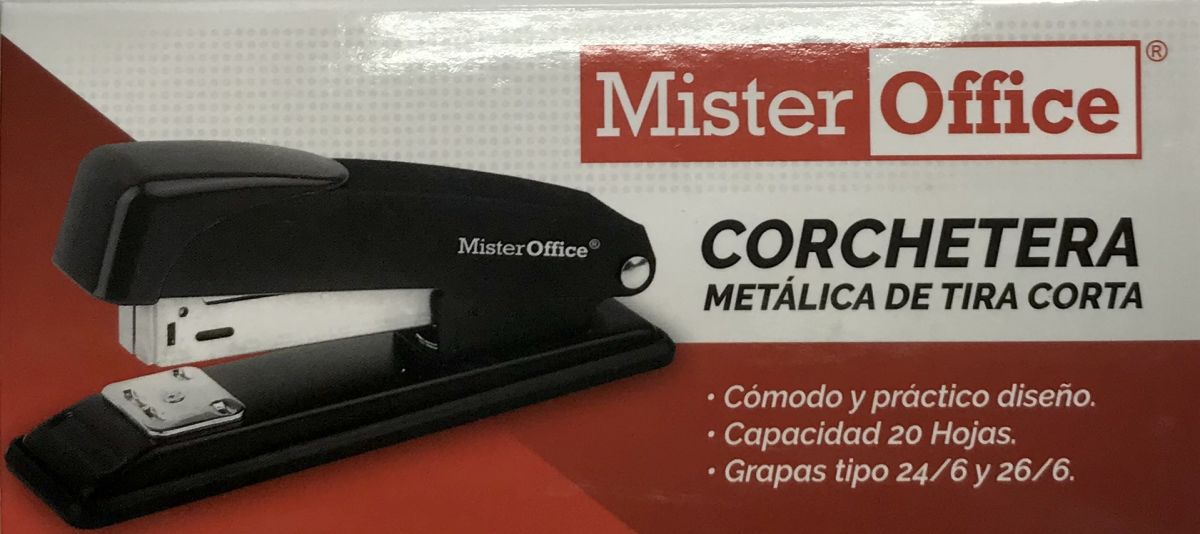 Mister Office®
MisterOffice®
CORCHETERA
METÁLICA DE TIRA CORTA
• Cómodo y práctico diseño.
• Capacidad 20 Hojas.
• Grapas tipo 24/6 y 26/6.